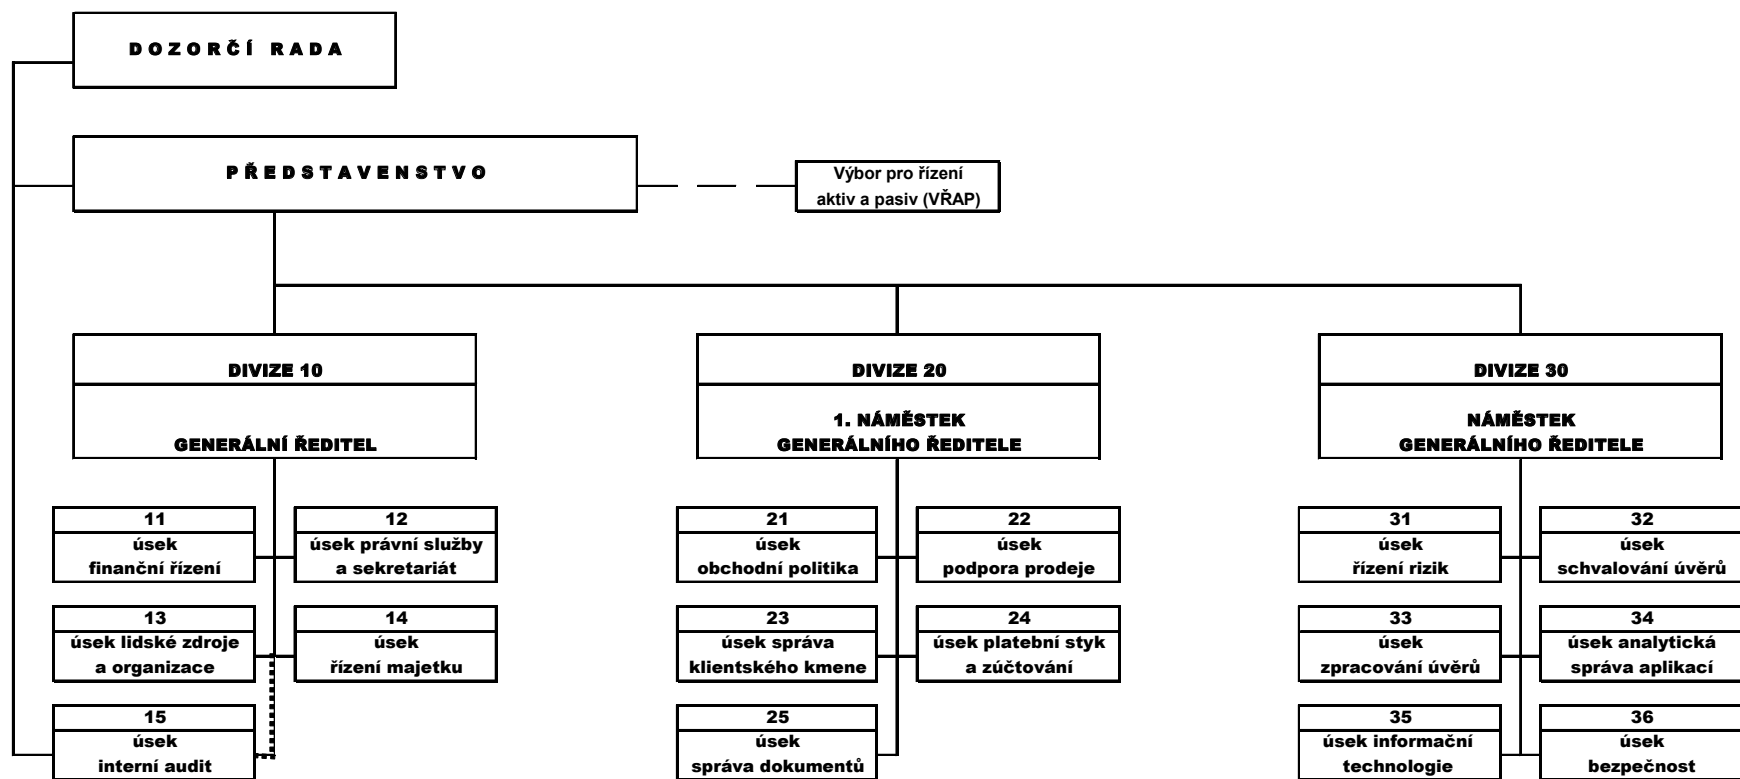 DOZORČÍ RADA
PŘEDSTAVENSTVO
Výbor pro řízení
aktiv a pasiv (VŘAP)
DIVIZE 10
GENERÁLNÍ ŘEDITEL
DIVIZE 20
1. NÁMĚSTEK
GENERÁLNÍHO ŘEDITELE
DIVIZE 30
NÁMĚSTEK
GENERÁLNÍHO ŘEDITELE
11
úsek
finanční řízení
12
úsek právní služby
a sekretariát
13
úsek lidské zdroje
a organizace
14
úsek
řízení majetku
15
úsek
interní audit
21
úsek
obchodní politika
22
úsek
podpora prodeje
23
úsek správa
klientského kmene
24
úsek platební styk
a zúčtování
25
úsek
správa dokumentů
31
úsek
řízení rizik
32
úsek
schvalování úvěrů
33
úsek
zpracování úvěrů
34
úsek analytická
správa aplikací
35
úsek informační
technologie
36
úsek
bezpečnost